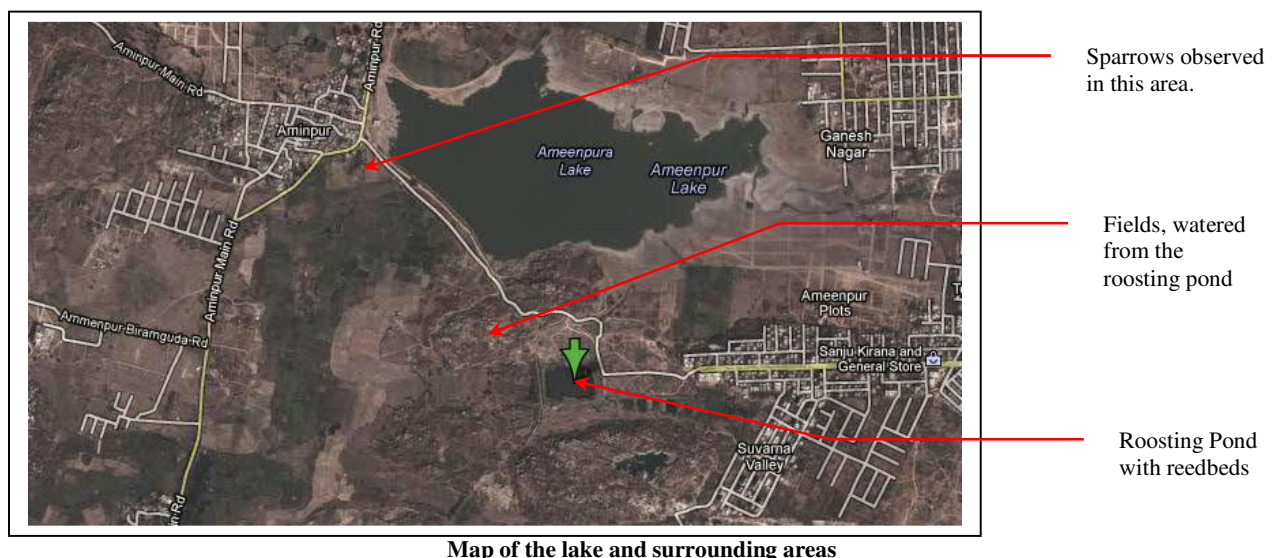 Aminpur Main Rd
Aminpur Rd
Sparrows observed
in this area.
Aminpur
Ameenpura
Lake
Ameenpur
Lake
Ganesh
Nagar
Fields, watered
from the
roosting pond
Aminpur Main Rd
Ameenpur
Plots
Ammenpur Biramguda Rd
Sanju Kirana and
General Store
Roosting Pond
with reedbeds
Suvarna
Valley
in Rd
Map of the lake and surrounding areas